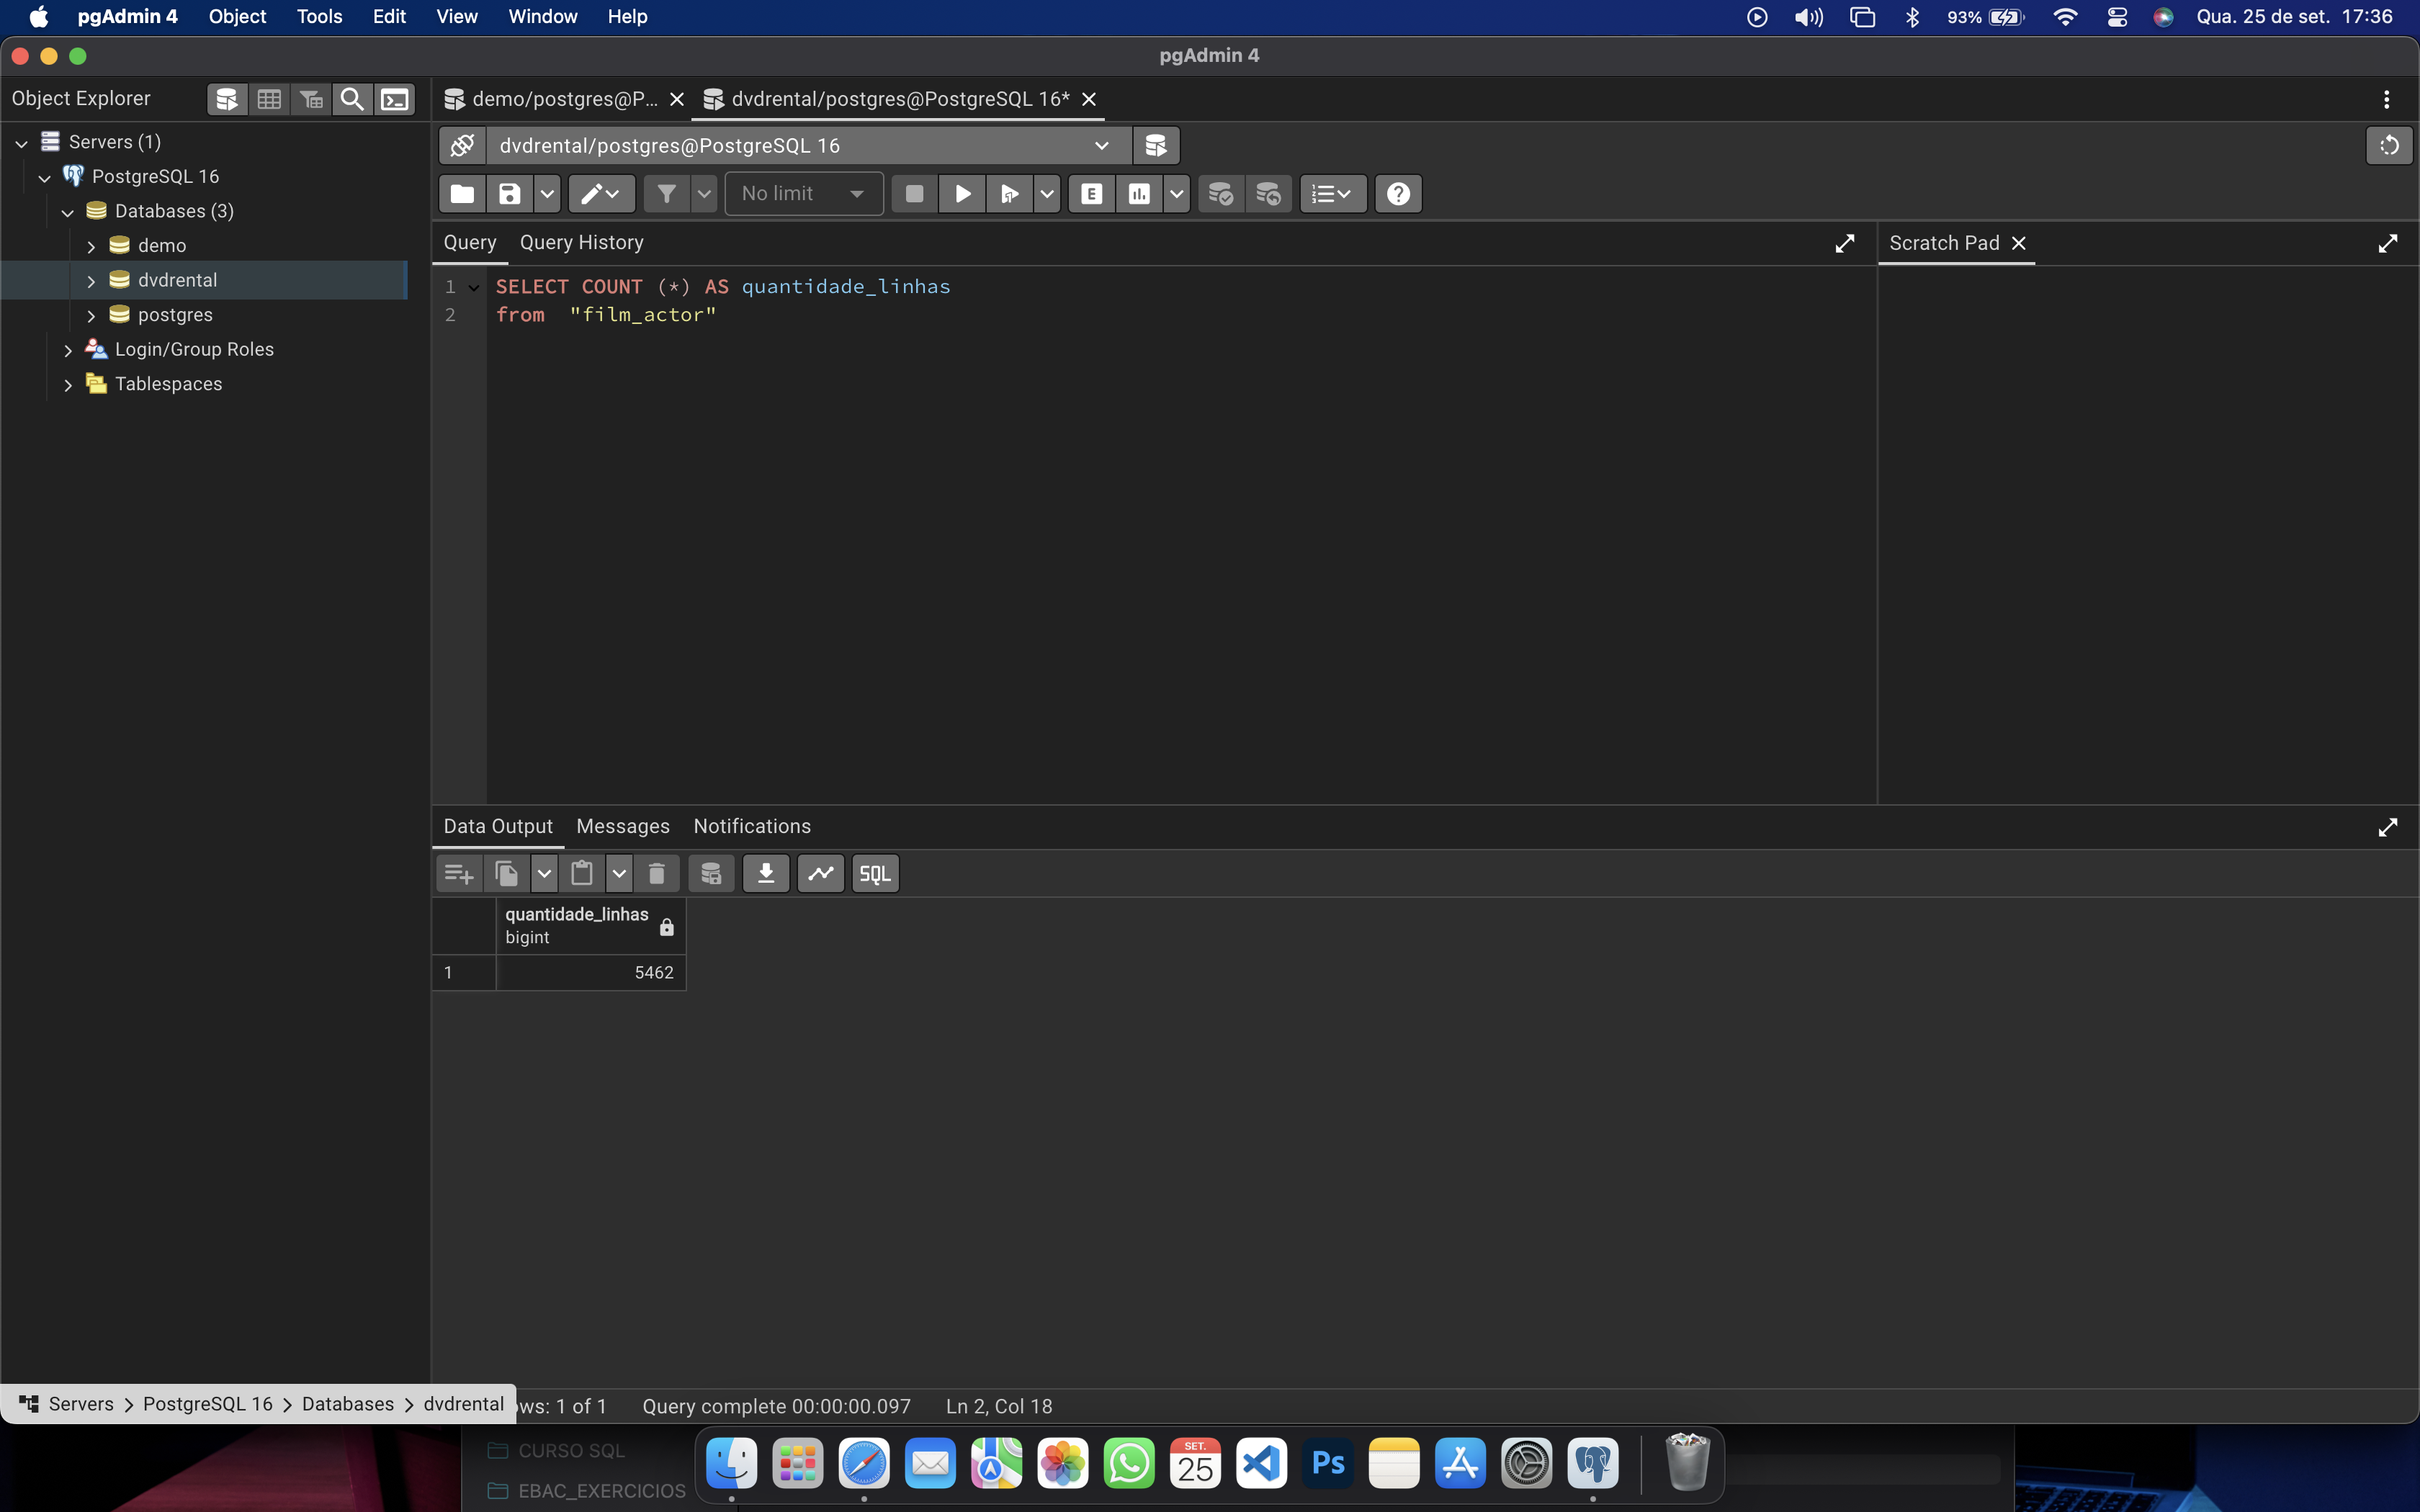 pgAdmin 4 Object Tools Edit View Window Help 93% Qua. 25 de set. 17:36
pgAdmin 4
Object Explorer
demo/postgres@P... dvdrental/postgres@PostgreSQL 16*
Servers (1)
PostgreSQL 16
Databases (3)
demo
dvdrental
postgres
Login/Group Roles
Tablespaces
dvdrental/postgres@PostgreSQL 16
No limit
E
Query Query History
Scratch Pad
1 SELECT COUNT (*) AS quantidade_linhas
2 from "film_actor"
Data Output Messages Notifications
SQL
quantidade_linhas
bigint
1 5462
Servers > PostgreSQL 16 > Databases > dvdrental
ws: 1 of 1 Query complete 00:00:00.097 Ln 2, Col 18
CURSO SQL
EBAC_EXERCICIOS
SET.
25
Ps